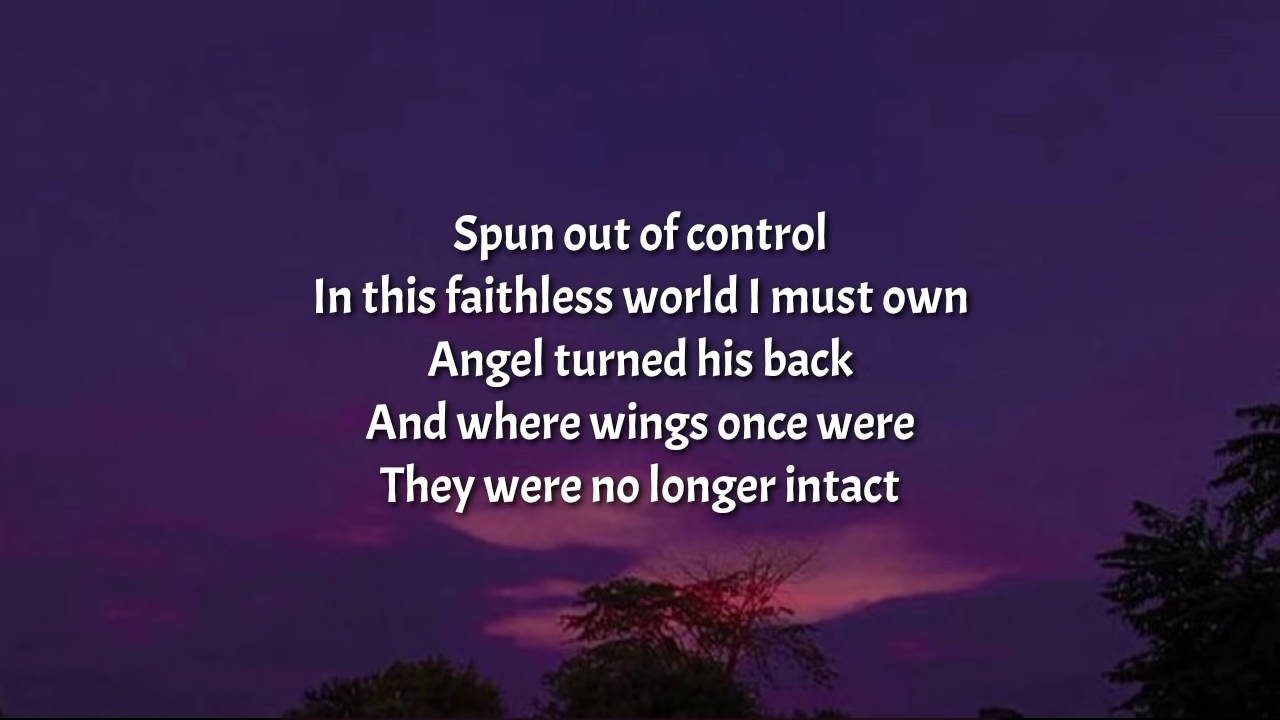 Spun out of control
In this faithless world I must own
Angel turned his back
And where wings once were
They were no longer intact